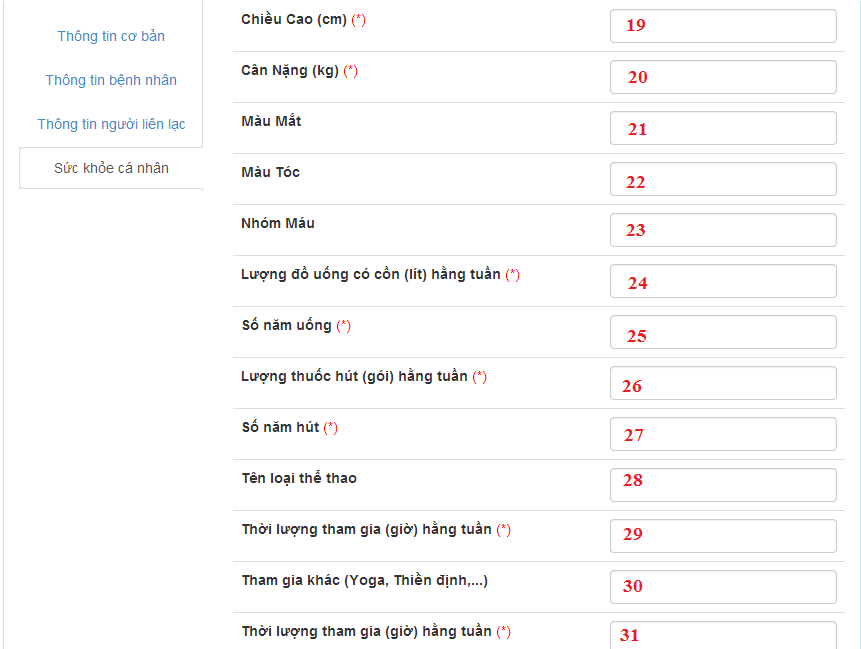 Thông tin cơ bản
Thông tin bệnh nhân
Thông tin người liên lạc
Sức khỏe cá nhân
Chiều Cao (cm) (*)
19
Cân Nặng (kg) (*)
20
Màu Mắt
21
Màu Tóc
22
Nhóm Máu
23
Lượng đồ uống có cồn (lít) hằng tuần (*)
24
Số năm uống (*)
25
Lượng thuốc hút (gói) hằng tuần (*)
26
Số năm hút (*)
27
Tên loại thể thao
28
Thời lượng tham gia (giờ) hằng tuần (*)
29
Tham gia khác (Yoga, Thiền định,...)
30
Thời lượng tham gia (giờ) hằng tuần (*)
31